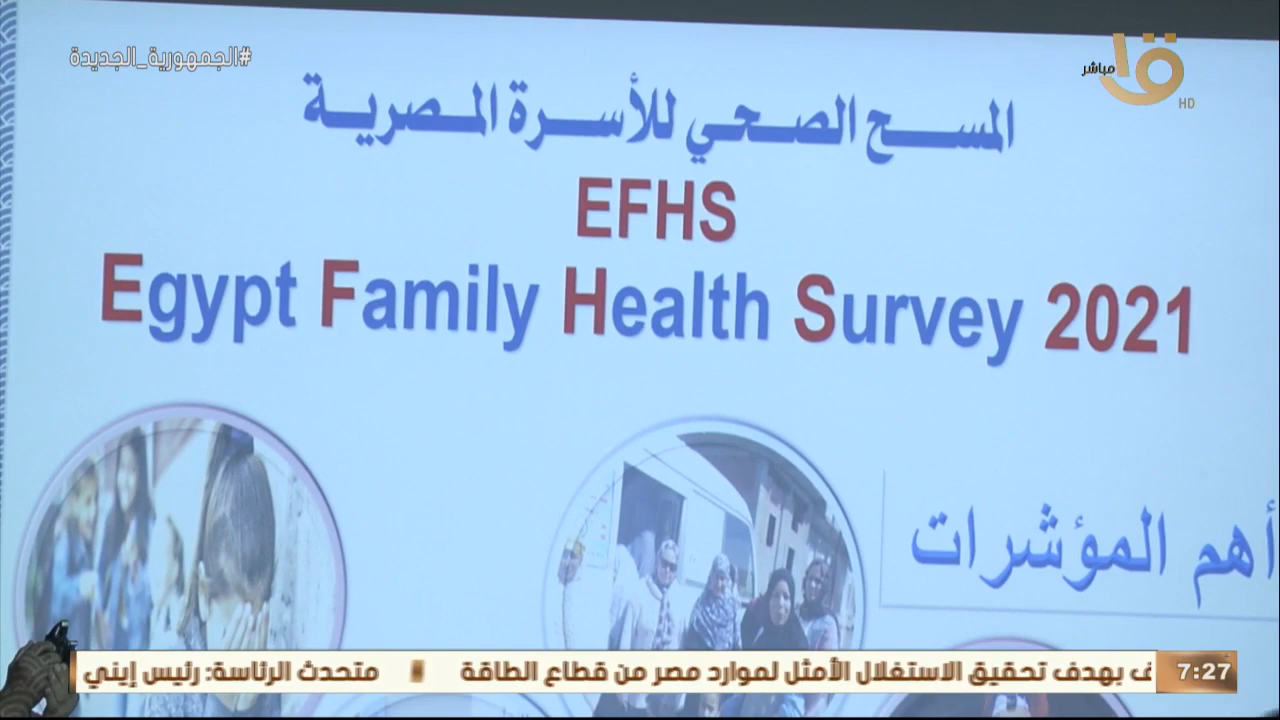 #الجمهورية_الجديدة
مباشر
HD
المسح الصحي للأسرة المصرية
EFHS
Egypt Family Health Survey 2021
أهم المؤشرات
7:27
بهدف تحقيق الاستغلال الأمثل لموارد مصر من قطاع الطاقة
متحدث الرئاسة: رئيس إيني